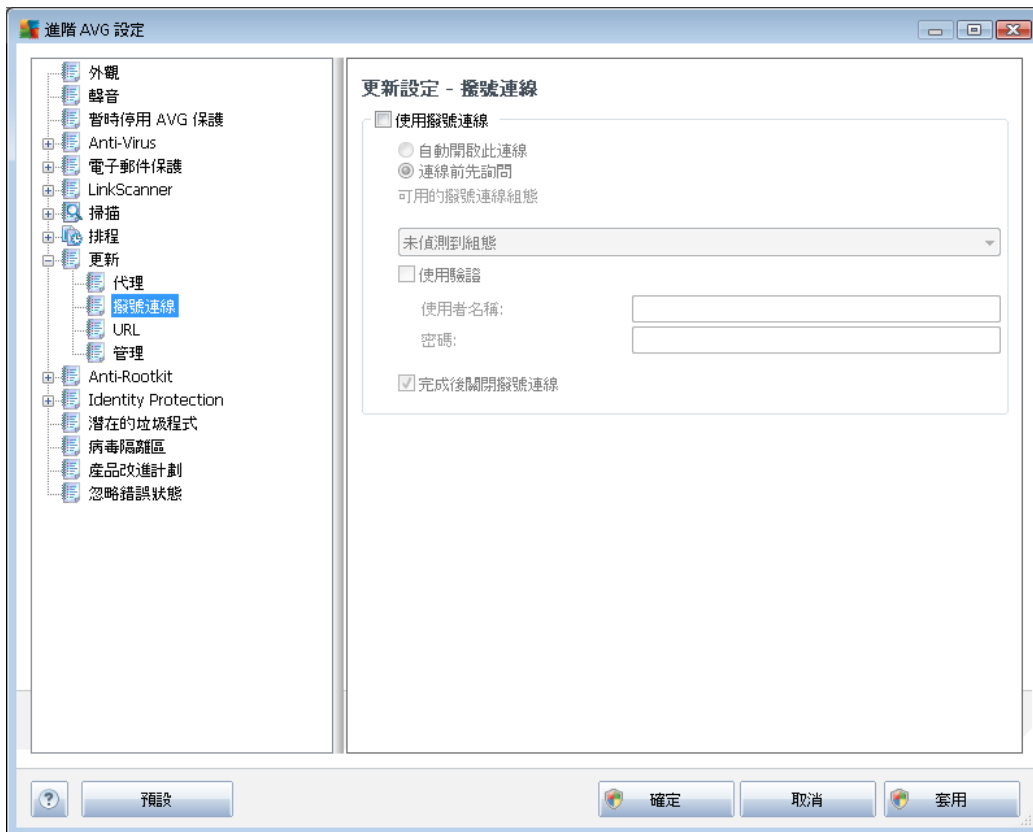 進階 AVG 設定
外觀
聲音
暫時停用 AVG 保護
Anti-Virus
電子郵件保護
LinkScanner
掃描
排程
更新
代理
撥號連線
URL
管理
Anti-Rootkit
Identity Protection
潛在的垃圾程式
病毒隔離區
產品改進計劃
忽略錯誤狀態
更新設定 - 撥號連線
使用撥號連線
自動開啟此連線
連線前先詢問
可用的撥號連線組態
未偵測到組態
使用驗證
使用者名稱:
密碼:
完成後關閉撥號連線
?
預設
確定
取消
套用